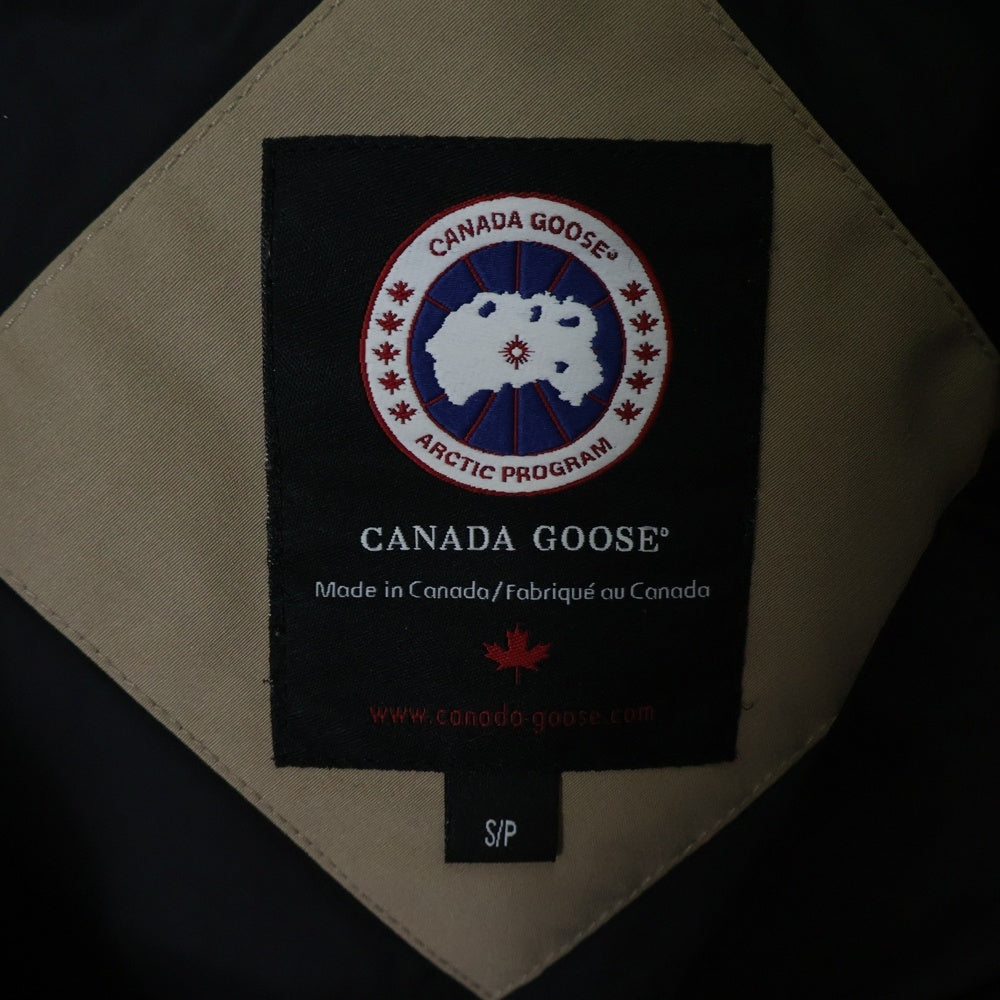 CANADA GOOSE®
ARCTIC PROGRAM
CANADA GOOSE®
Made in Canada/Fabriqué au Canada
www.canada-goose.com
S/P